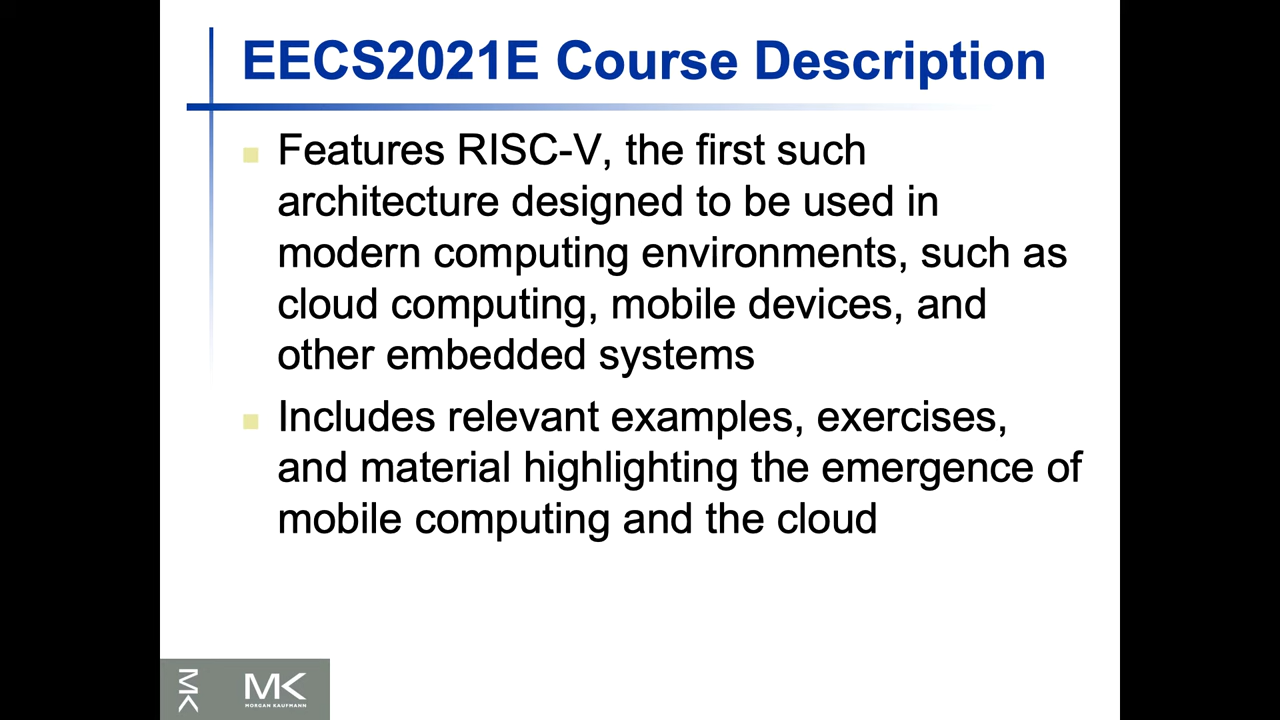 EECS2021E Course Description
Features RISC-V, the first such
architecture designed to be used in
modern computing environments, such as
cloud computing, mobile devices, and
other embedded systems
Includes relevant examples, exercises,
and material highlighting the emergence of
mobile computing and the cloud
MK
MK
MORGAN KAUFMANN